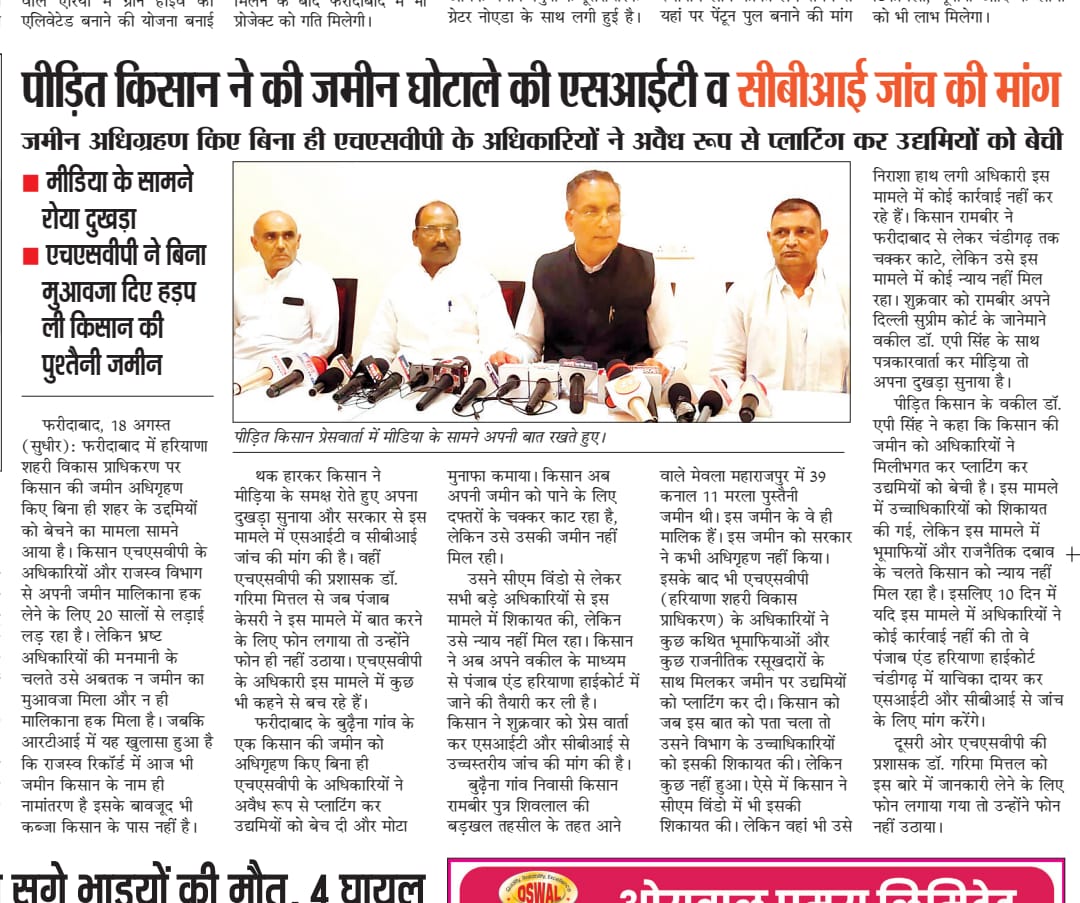 एलिवेटेड बनाने की योजना बनाई
प्रोजेक्ट को गति मिलेगी।
ग्रेटर नोएडा के साथ लगी हुई है।
यहां पर पेंटून पुल बनाने की मांग
को भी लाभ मिलेगा।
पीड़ित किसान ने की जमीन घोटाले की एसआईटी व सीबीआई जांच की मांग
जमीन अधिग्रहण किए बिना ही एचएसवीपी के अधिकारियों ने अवैध रूप से प्लाटिंग कर उद्यमियों को बेची
■ मीडिया के सामने
रोया दुखड़ा
■ एचएसवीपी ने बिना
मुआवजा दिए हड़प
ली किसान की
पुश्तैनी जमीन
फरीदाबाद, 18 अगस्त
(सुधीर): फरीदाबाद में हरियाणा
शहरी विकास प्राधिकरण पर
किसान की जमीन अधिगृहण
किए बिना ही शहर के उद्दमियों
को बेचने का मामला सामने
आया है। किसान एचएसवीपी के
अधिकारियों और राजस्व विभाग
से अपनी जमीन मालिकाना हक
लेने के लिए 20 सालों से लड़ाई
लड़ रहा है। लेकिन भ्रष्ट
अधिकारियों की मनमानी के
चलते उसे अबतक न जमीन का
मुआवजा मिला और न ही
मालिकाना हक मिला है। जबकि
आरटीआई में यह खुलासा हुआ है
कि राजस्व रिकॉर्ड में आज भी
जमीन किसान के नाम ही
नामांतरण है इसके बावजूद भी
कब्जा किसान के पास नहीं है।
पीड़ित किसान प्रेसवार्ता में मीडिया के सामने अपनी बात रखते हुए।
थक हारकर किसान ने
मीडिया के समक्ष रोते हुए अपना
दुखड़ा सुनाया और सरकार से इस
मामले में एसआईटी व सीबीआई
जांच की मांग की है। वहीं
एचएसवीपी की प्रशासक डॉ.
गरिमा मित्तल से जब पंजाब
केसरी ने इस मामले में बात करने
के लिए फोन लगाया तो उन्होंने
फोन ही नहीं उठाया। एचएसवीपी
के अधिकारी इस मामले में कुछ
भी कहने से बच रहे हैं।
फरीदाबाद के बुढ़ैना गांव के
एक किसान की जमीन को
अधिगृहण किए बिना ही
एचएसवीपी के अधिकारियों ने
अवैध रूप से प्लाटिंग कर
उद्यमियों को बेच दी और मोटा
मुनाफा कमाया। किसान अब
अपनी जमीन को पाने के लिए
दफ्तरों के चक्कर काट रहा है,
लेकिन उसे उसकी जमीन नहीं
मिल रही।
उसने सीएम विंडो से लेकर
सभी बड़े अधिकारियों से इस
मामले में शिकायत की, लेकिन
उसे न्याय नहीं मिल रहा। किसान
ने अब अपने वकील के माध्यम
से पंजाब एंड हरियाणा हाईकोर्ट में
जाने की तैयारी कर ली है।
किसान ने शुक्रवार को प्रेस वार्ता
कर एसआईटी और सीबीआई से
उच्चस्तरीय जांच की मांग की है।
बुढ़ैना गांव निवासी किसान
रामबीर पुत्र शिवलाल की
बड़खल तहसील के तहत आने
वाले मेवला महाराजपुर में 39
कनाल 11 मरला पुस्तैनी
जमीन थी। इस जमीन के वे ही
मालिक हैं। इस जमीन को सरकार
ने कभी अधिगृहण नहीं किया।
इसके बाद भी एचएसवीपी
(हरियाणा शहरी विकास
प्राधिकरण) के अधिकारियों ने
कुछ कथित भूमाफियाओं और
कुछ राजनीतिक रसूखदारों के
साथ मिलकर जमीन पर उद्यमियों
को प्लाटिंग कर दी। किसान को
जब इस बात को पता चला तो
उसने विभाग के उच्चाधिकारियों
को इसकी शिकायत की। लेकिन
कुछ नहीं हुआ। ऐसे में किसान ने
सीएम विंडो में भी इसकी
शिकायत की। लेकिन वहां भी उसे
निराशा हाथ लगी अधिकारी इस
मामले में कोई कार्रवाई नहीं कर
रहे हैं। किसान रामबीर ने
फरीदाबाद से लेकर चंडीगढ़ तक
चक्कर काटे, लेकिन उसे इस
मामले में कोई न्याय नहीं मिल
रहा। शुक्रवार को रामबीर अपने
दिल्ली सुप्रीम कोर्ट के जानेमाने
वकील डॉ. एपी सिंह के साथ
पत्रकारवार्ता कर मीडिया तो
अपना दुखड़ा सुनाया है।
पीड़ित किसान के वकील डॉ.
एपी सिंह ने कहा कि किसान की
जमीन को अधिकारियों ने
मिलीभगत कर प्लाटिंग कर
उद्यमियों को बेची है। इस मामले
में उच्चाधिकारियों को शिकायत
की गई, लेकिन इस मामले में
भूमाफियों और राजनैतिक दबाव
के चलते किसान को न्याय नहीं
मिल रहा है। इसलिए 10 दिन में
यदि इस मामले में अधिकारियों ने
कोई कार्रवाई नहीं की तो वे
पंजाब एंड हरियाणा हाईकोर्ट
चंडीगढ़ में याचिका दायर कर
एसआईटी और सीबीआई से जांच
के लिए मांग करेंगे।
दूसरी ओर एचएसवीपी की
प्रशासक डॉ. गरिमा मित्तल को
इस बारे में जानकारी लेने के लिए
फोन लगाया गया तो उन्होंने फोन
नहीं उठाया।
सगे भाइयों की मौत, 4 घायल
Quality, Reliability, Excellence
OSWAL